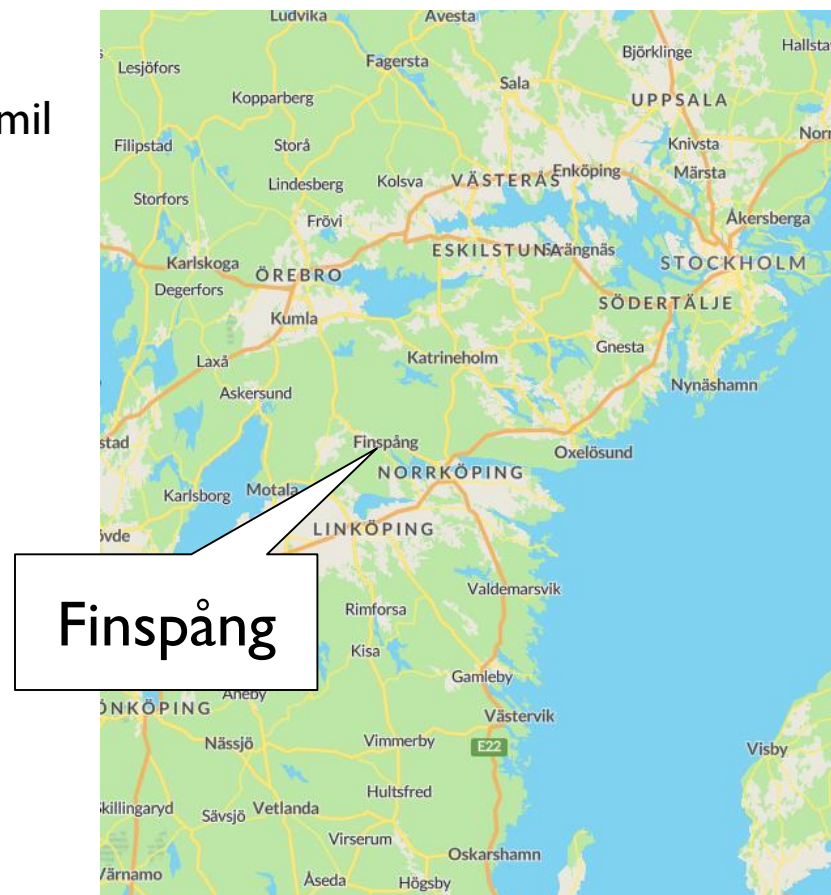 Ludvika
Avesta
Lesjöfors
Fagersta
Björklinge
Hallsta
Sala
mil
Kopparberg
UPPSALA
Filipstad
Storå
Knivsta
Norr
Lindesberg
Kolsva
VÄSTERÅS
Enköping
Märsta
Storfors
Frövi
Åkersberga
Karlskoga
ÖREBRO
ESKILSTUNA
Strängnäs
STOCKHOLM
Degerfors
SÖDERTÄLJE
Kumla
Laxå
Katrineholm
Gnesta
Askersund
Nynäshamn
stad
Finspång
Oxelösund
NORRKÖPING
Karlsborg
Motala
övde
LINKÖPING
Valdemarsvik
Finspång
Rimforsa
Kisa
Gamleby
Aneby
ÖNKÖPING
Västervik
Nässjö
Vimmerby
E22
Visby
Hultsfred
killingaryd
Sävsjö
Vetlanda
Virserum
Oskarshamn
Värnamo
Åseda
Högsby